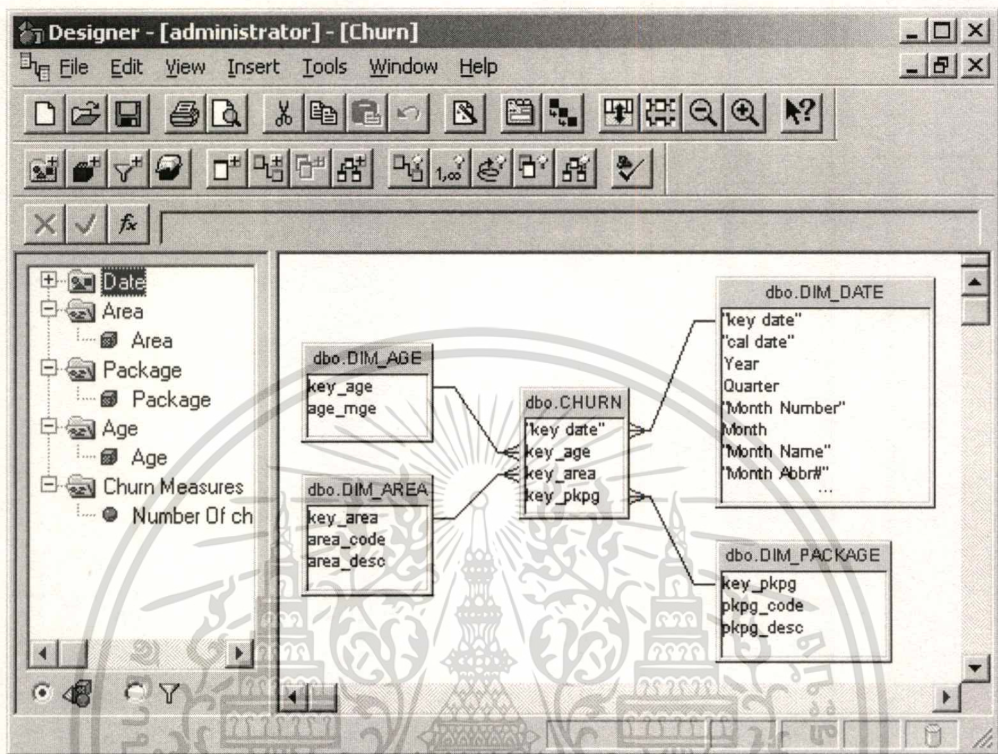 Designer - [administrator] - [Churn]
File Edit View Insert Tools Window Help
Date
Area
Area
Package
Package
Age
Age
Churn Measures
Number Of ch
dbo.DIM_AGE
key_age
age_rnge
dbo.DIM_AREA
key_area
area_code
area_desc
dbo.CHURN
"key date"
key_age
key_area
key_pkpg
dbo.DIM_DATE
"key date"
"cal date"
Year
Quarter
"Month Number"
Month
"Month Name"
"Month Abbr#"
...
dbo.DIM_PACKAGE
key_pkpg
pkpg_code
pkpg_desc